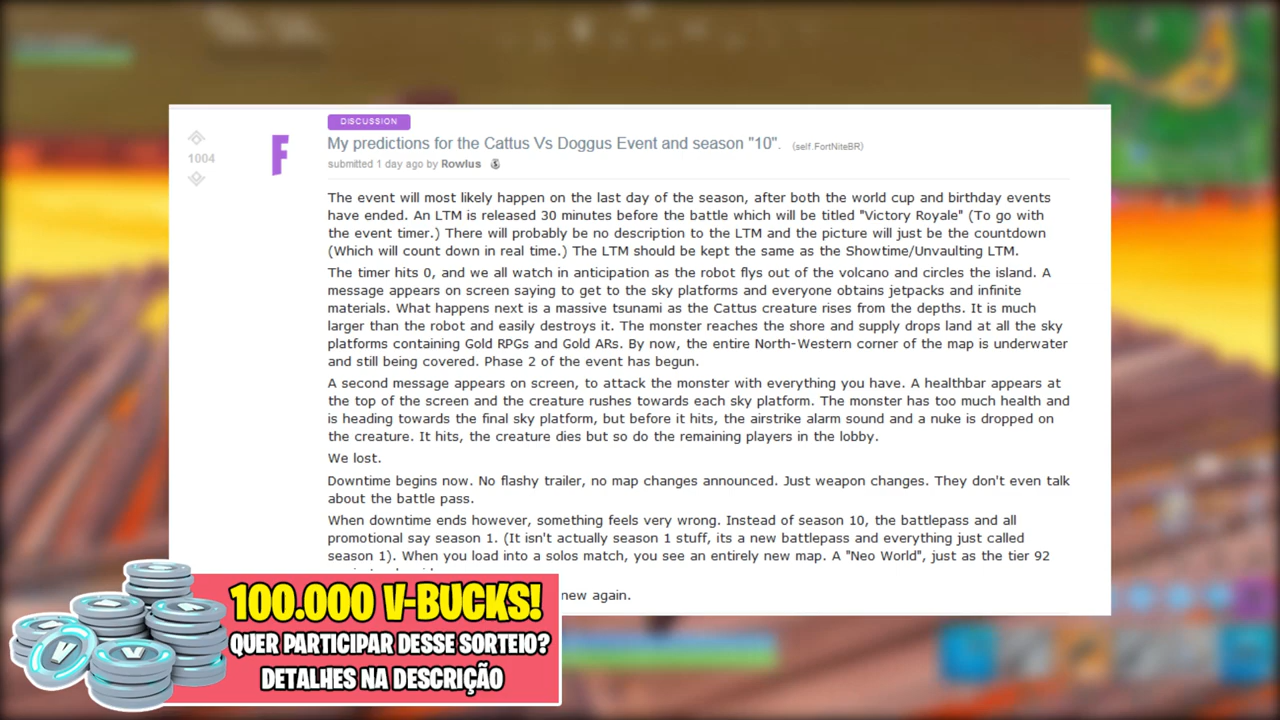 DISCUSSION
My predictions for the Cattus Vs Doggus Event and season "10". (self.FortNiteBR)
1004
submitted 1 day ago by Rowlus
The event will most likely happen on the last day of the season, after both the world cup and birthday events
have ended. An LTM is released 30 minutes before the battle which will be titled "Victory Royale" (To go with
the event timer.) There will probably be no description to the LTM and the picture will just be the countdown
(Which will count down in real time.) The LTM should be kept the same as the Showtime/Unvaulting LTM.
The timer hits 0, and we all watch in anticipation as the robot flys out of the volcano and circles the island. A
message appears on screen saying to get to the sky platforms and everyone obtains jetpacks and infinite
materials. What happens next is a massive tsunami as the Cattus creature rises from the depths. It is much
larger than the robot and easily destroys it. The monster reaches the shore and supply drops land at all the sky
platforms containing Gold RPGs and Gold ARs. By now, the entire North-Western corner of the map is underwater
and still being covered. Phase 2 of the event has begun.
A second message appears on screen, to attack the monster with everything you have. A healthbar appears at
the top of the screen and the creature rushes towards each sky platform. The monster has too much health and
is heading towards the final sky platform, but before it hits, the airstrike alarm sound and a nuke is dropped on
the creature. It hits, the creature dies but so do the remaining players in the lobby.
We lost.
Downtime begins now. No flashy trailer, no map changes announced. Just weapon changes. They don't even talk
about the battle pass.
When downtime ends however, something feels very wrong. Instead of season 10, the battlepass and all
promotional say season 1. (It isn't actually season 1 stuff, its a new battlepass and everything just called
season 1). When you load into a solos match, you see an entirely new map. A "Neo World", just as the tier 92
new again.
100.000 V-BUCKS!
QUER PARTICIPAR DESSE SORTEIO?
DETALHES NA DESCRIÇÃO